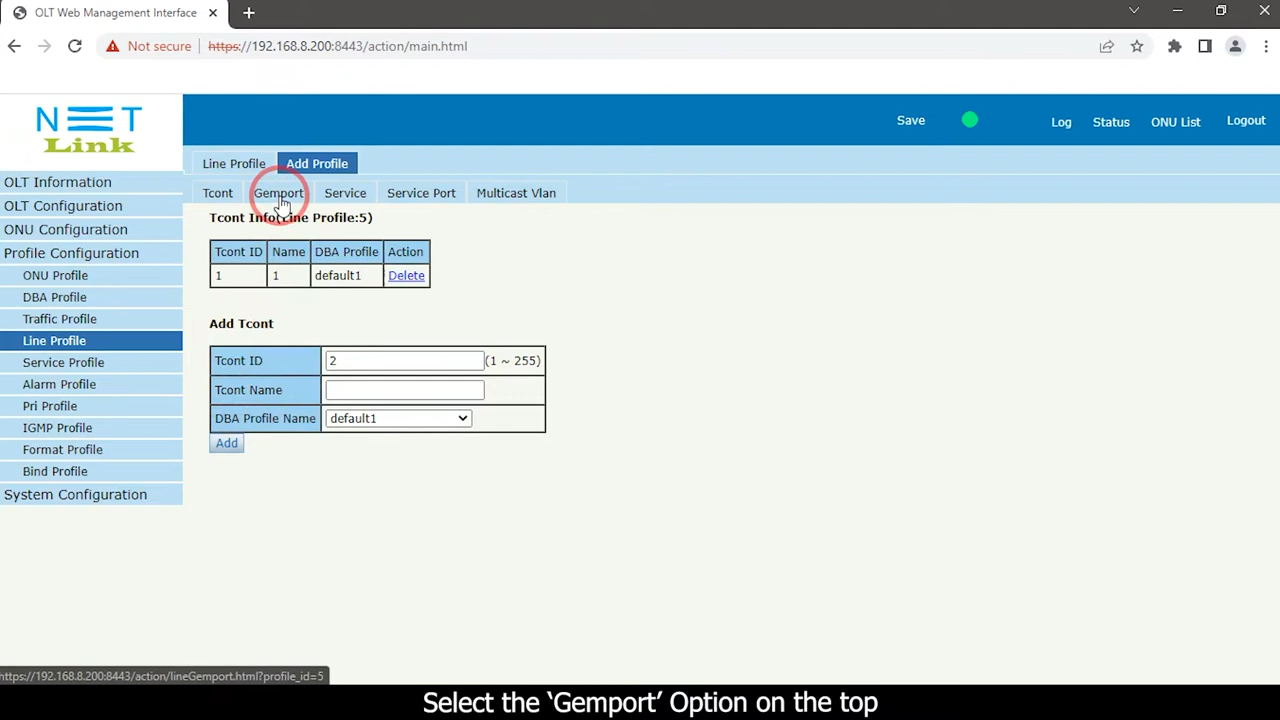 OLT Web Management Interface
Not secure https://192.168.8.200:8443/action/main.html
NET
Link
Save
Log
Status
ONU List
Logout
Line Profile
Add Profile
Tcont
Gemport
Service
Service Port
Multicast Vlan
OLT Information
OLT Configuration
ONU Configuration
Profile Configuration
ONU Profile
DBA Profile
Traffic Profile
Line Profile
Service Profile
Alarm Profile
Pri Profile
IGMP Profile
Format Profile
Bind Profile
System Configuration
Tcont Info(Line Profile:5)
Tcont ID Name DBA Profile Action
1 1 default1 Delete
Add Tcont
Tcont ID 2 (1 ~ 255)
Tcont Name
DBA Profile Name default1
Add
https://192.168.8.200:8443/action/lineGemport.html?profile_id=5
Select the ‘Gemport’ Option on the top